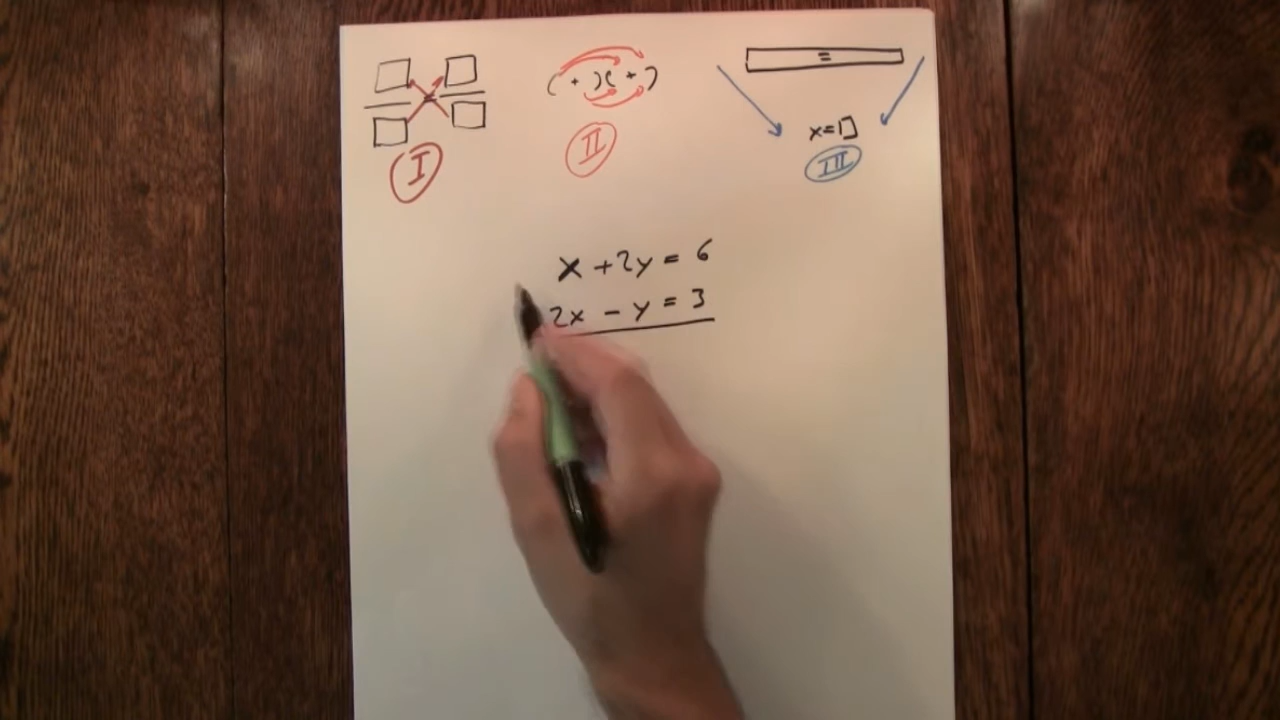 =
( + )( + )
=
x=
I
II
III
x + 2y = 6
2x - y = 3